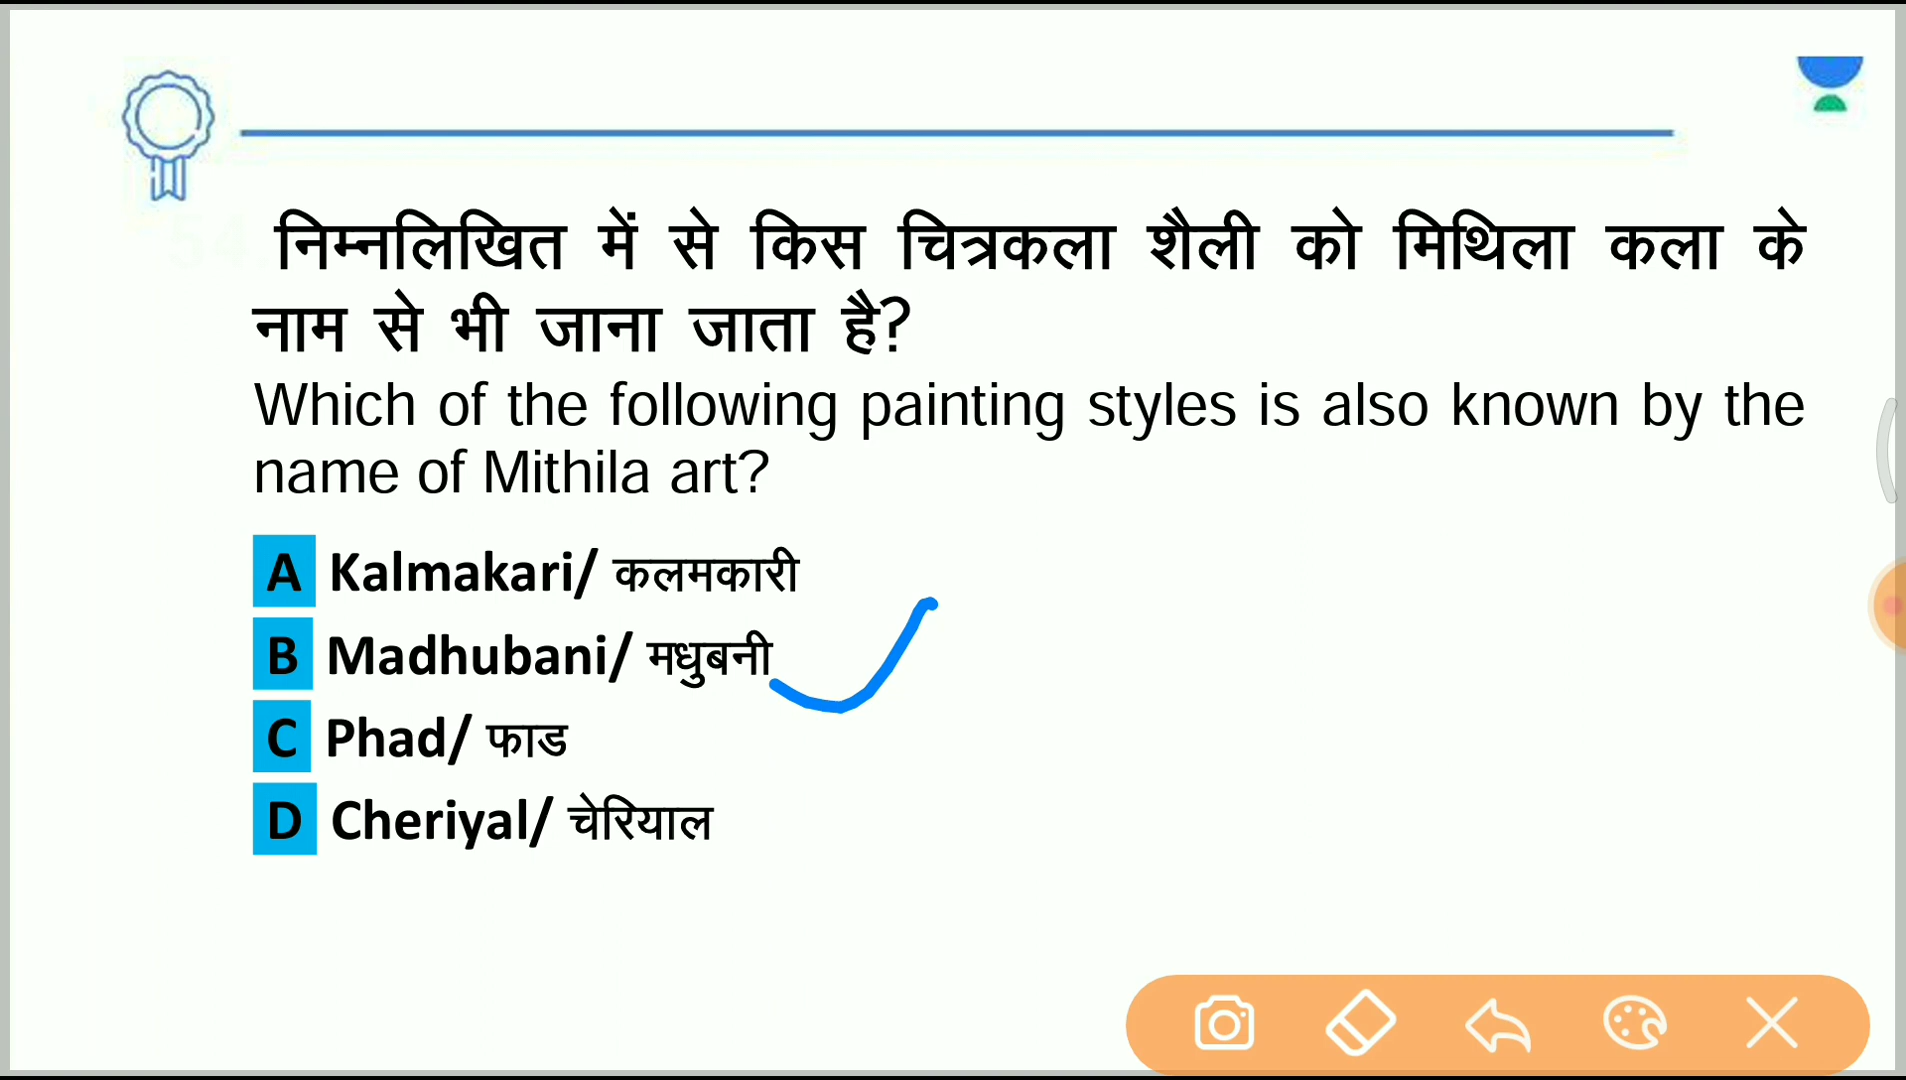 निम्नलिखित में से किस चित्रकला शैली को मिथिला कला के
नाम से भी जाना जाता है?
Which of the following painting styles is also known by the
name of Mithila art?
A Kalmakari/ कलमकारी
B Madhubani/ मधुबनी
C Phad/ फाड
D Cheriyal/ चेरियाल